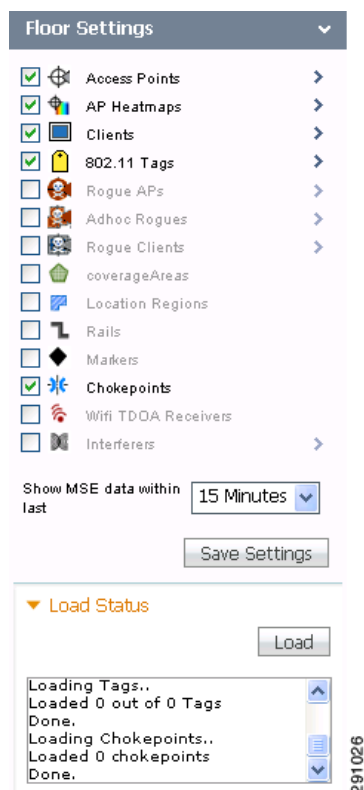 Floor Settings
Access Points
AP Heatmaps
Clients
802.11 Tags
Rogue APs
Adhoc Rogues
Rogue Clients
coverageAreas
Location Regions
Rails
Markers
Chokepoints
Wifi TDOA Receivers
Interferers
Show MSE data within
last
15 Minutes
Save Settings
Load Status
Load
Loading Tags..
Loaded 0 out of 0 Tags
Done.
Loading Chokepoints..
Loaded 0 chokepoints
Done.
291026